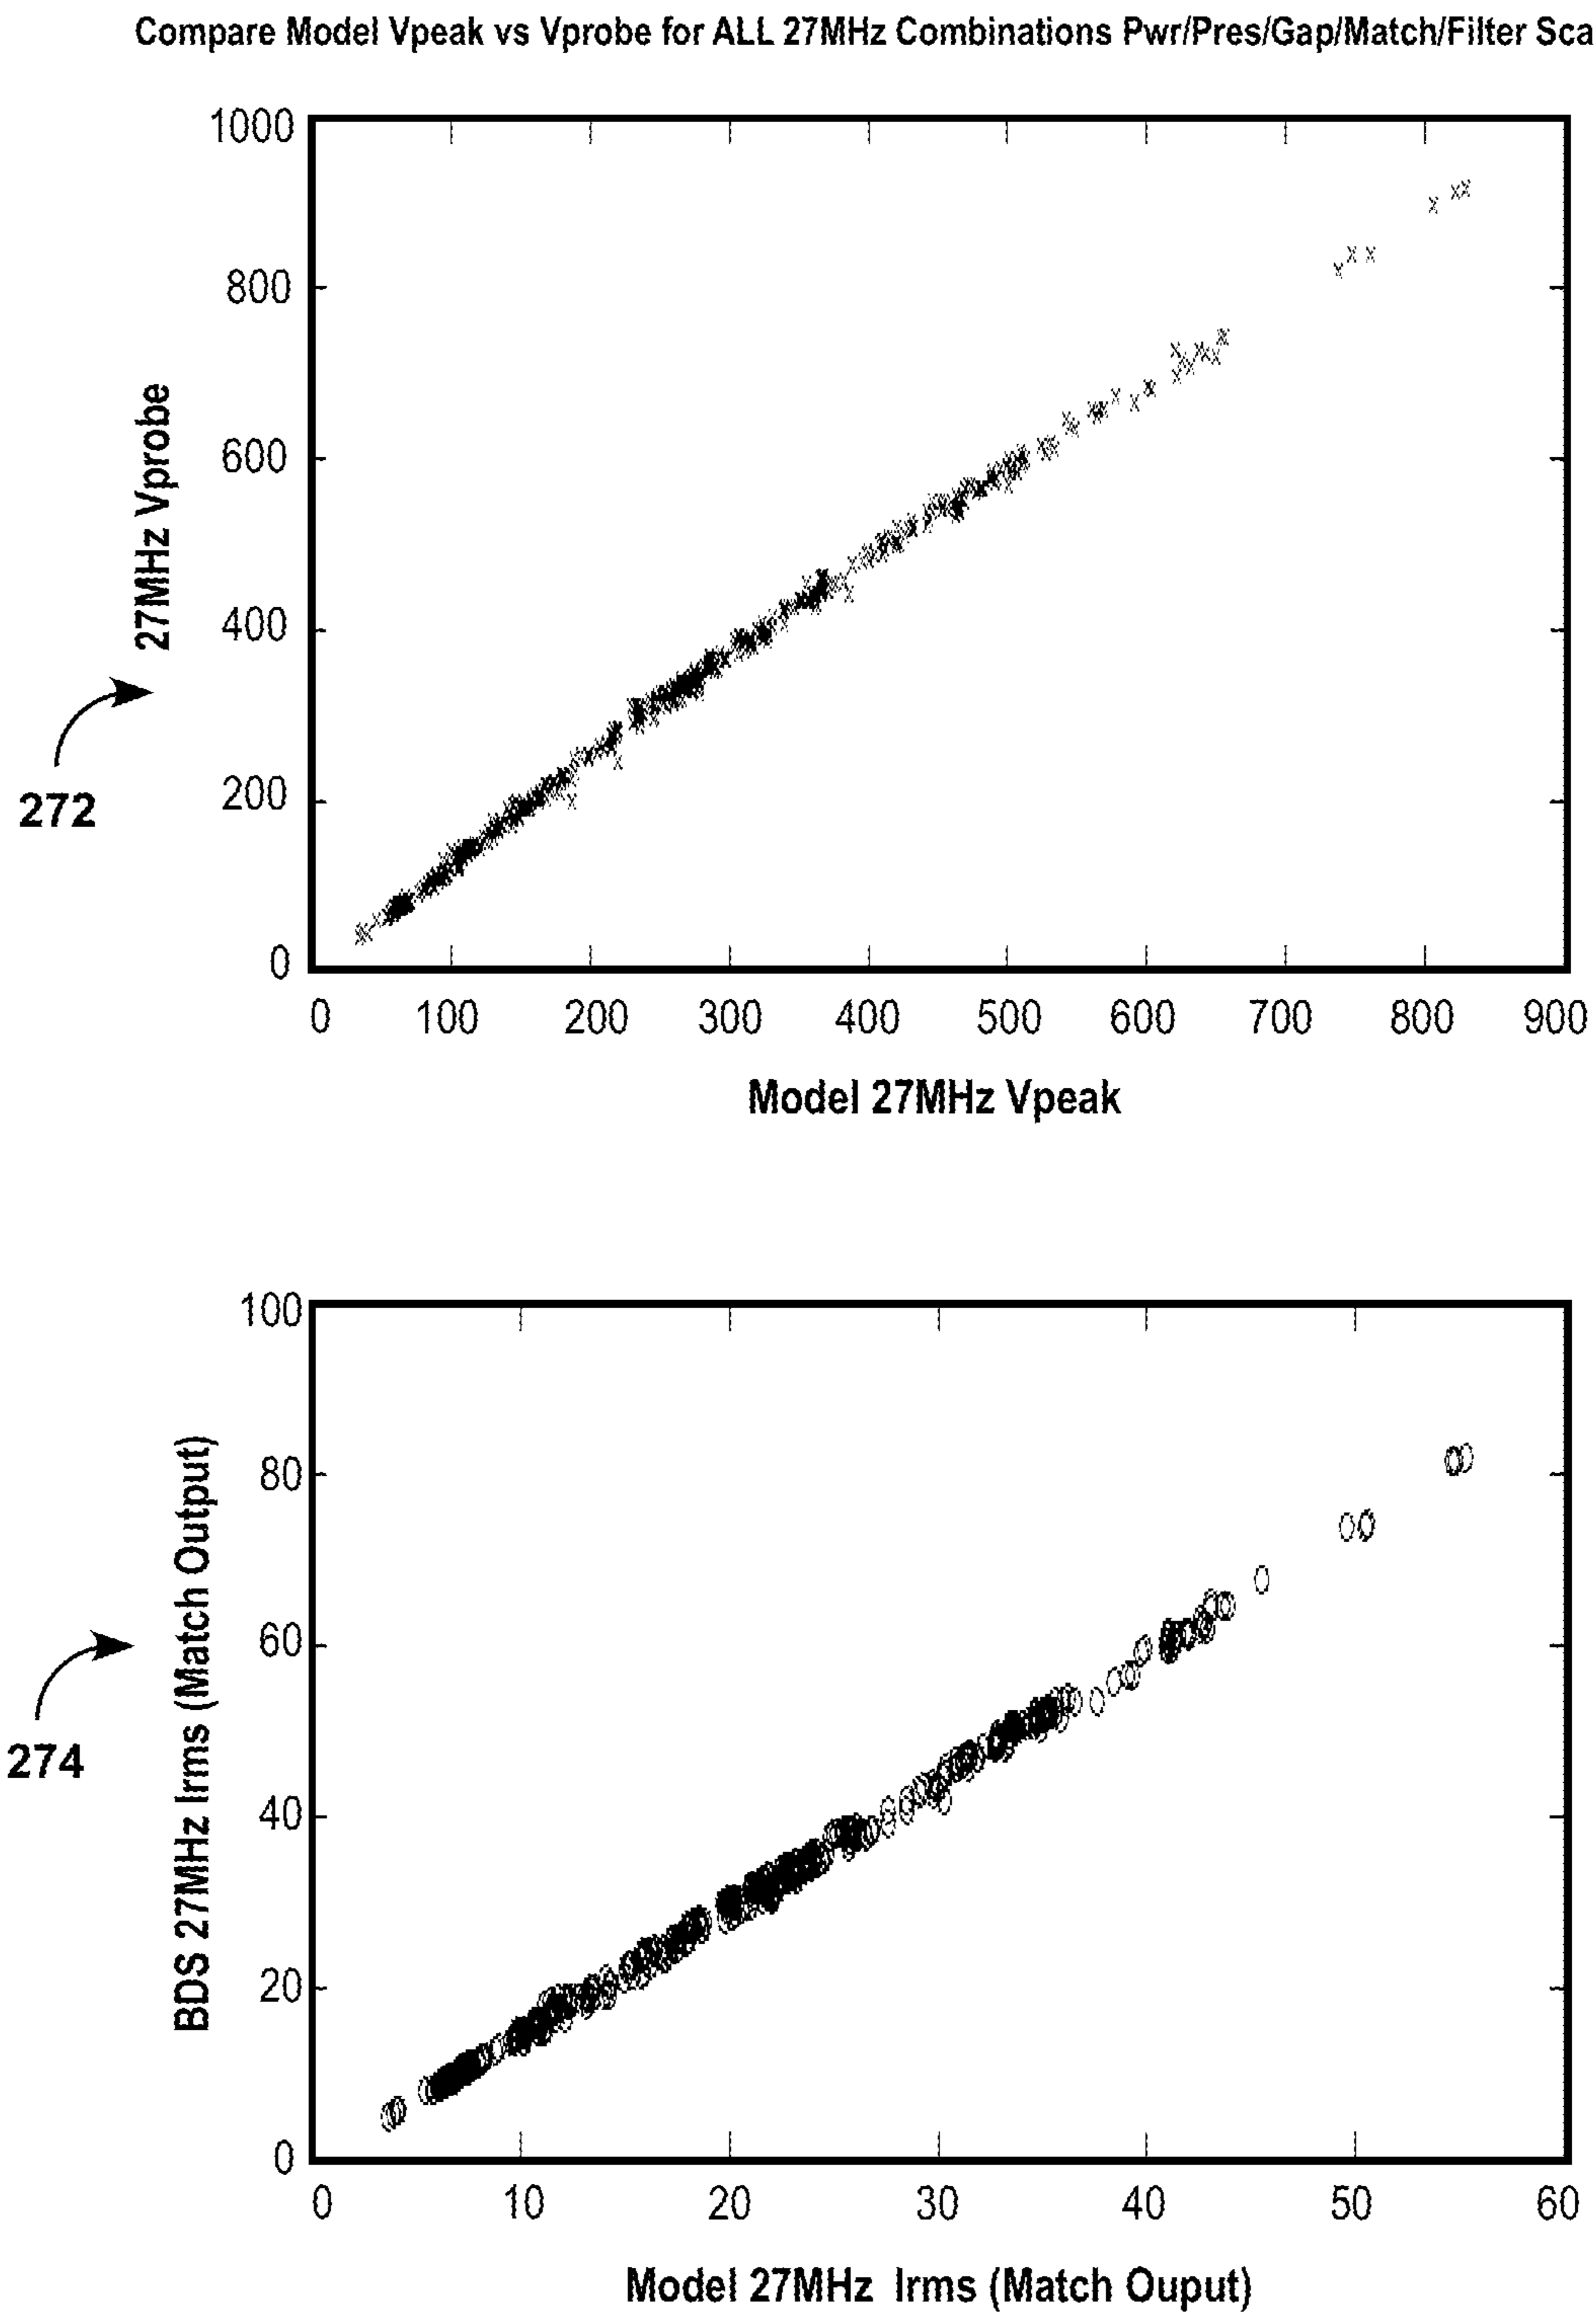 Compare Model Vpeak vs Vprobe for ALL 27MHz Combinations Pwr/Pres/Gap/Match/Filter Sca
1000
800
600
400
200
0
27MHz Vprobe
272
0 100 200 300 400 500 600 700 800 900
Model 27MHz Vpeak
100
80
60
40
20
0
BDS 27MHz Irms (Match Output)
274
0 10 20 30 40 50 60
Model 27MHz Irms (Match Ouput)